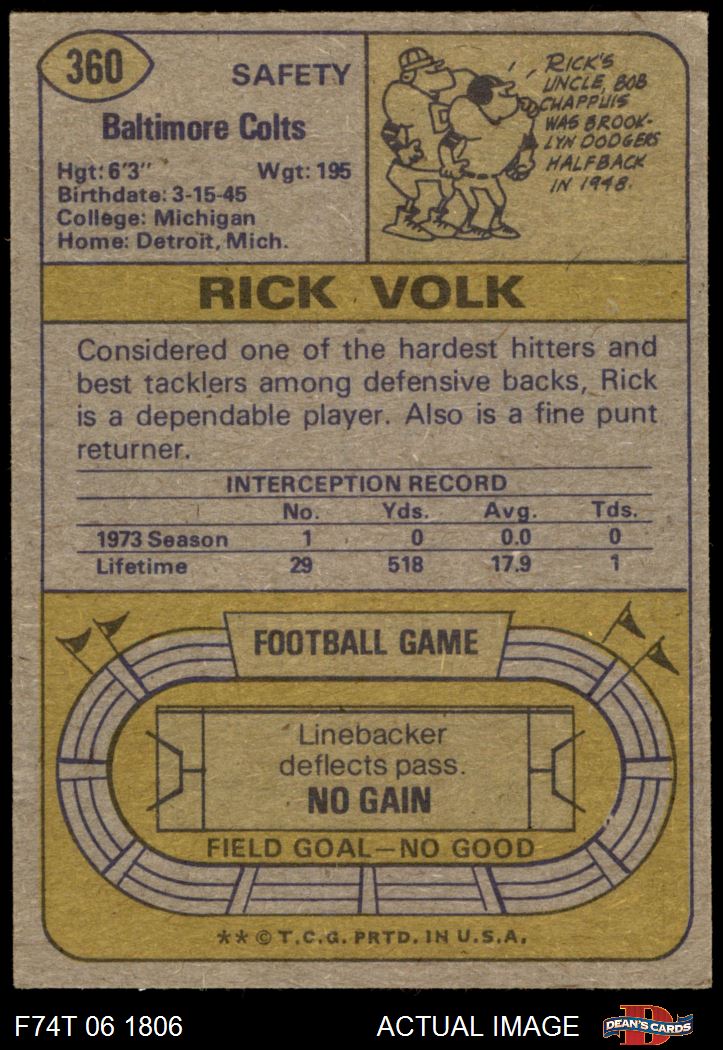 360
SAFETY
Baltimore Colts
Hgt: 6'3" Wgt: 195
Birthdate: 3-15-45
College: Michigan
Home: Detroit, Mich.
RICK'S
UNCLE, BOB
CHAPPUIS
WAS BROOK-
LYN DODGERS
HALFBACK
IN 1948.
RICK VOLK
Considered one of the hardest hitters and
best tacklers among defensive backs, Rick
is a dependable player. Also is a fine punt
returner.
INTERCEPTION RECORD
No. Yds. Avg. Tds.
1973 Season 1 0 0.0 0
Lifetime 29 518 17.9 1
FOOTBALL GAME
Linebacker
deflects pass.
NO GAIN
FIELD GOAL—NO GOOD
** © T.C.G. PRTD. IN U.S.A.
F74T 06 1806 ACTUAL IMAGE
D
DEAN'S CARDS